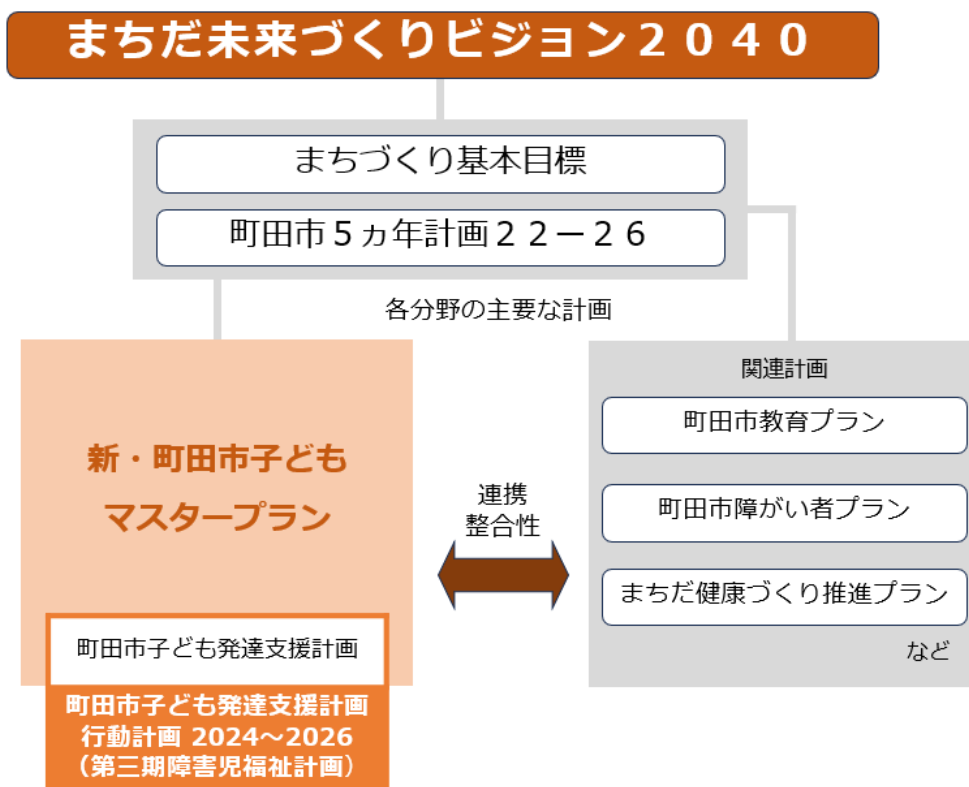 まちだ未来づくりビジョン２０４０
まちづくり基本目標
町田市５ヵ年計画２２－２６
各分野の主要な計画
新・町田市子ども
マスタープラン
町田市子ども発達支援計画
町田市子ども発達支援計画
行動計画 2024～2026
（第三期障害児福祉計画）
連携
整合性
関連計画
町田市教育プラン
町田市障がい者プラン
まちだ健康づくり推進プラン
など